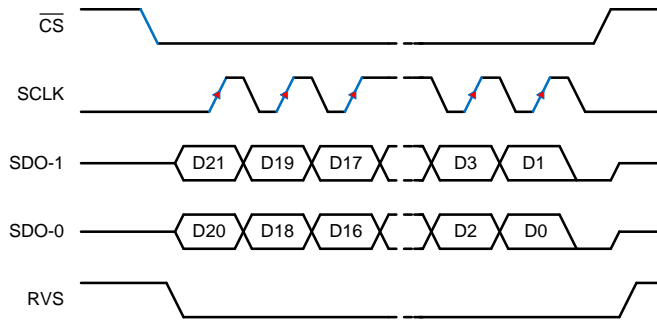 CS
SCLK
SDO-1 D21 D19 D17 D3 D1
SDO-0 D20 D18 D16 D2 D0
RVS